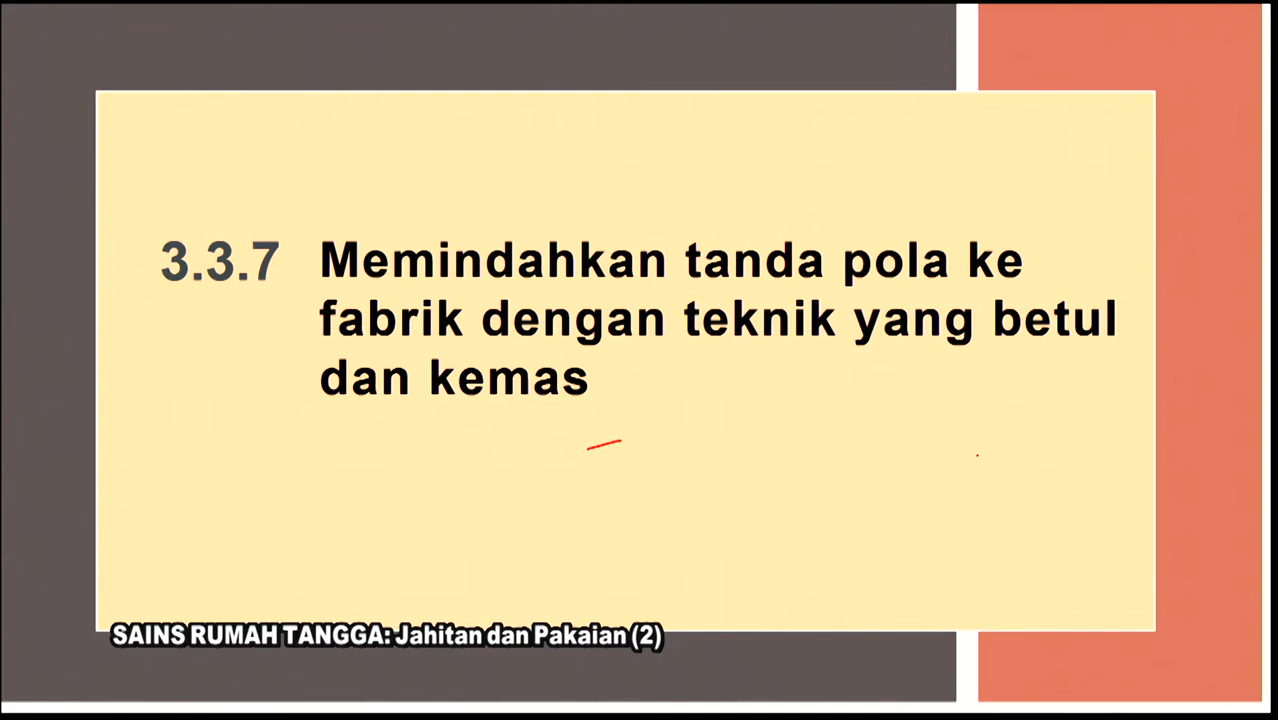 3.3.7 Memindahkan tanda pola ke
fabrik dengan teknik yang betul
dan kemas
SAINS RUMAH TANGGA: Jahitan dan Pakaian (2)